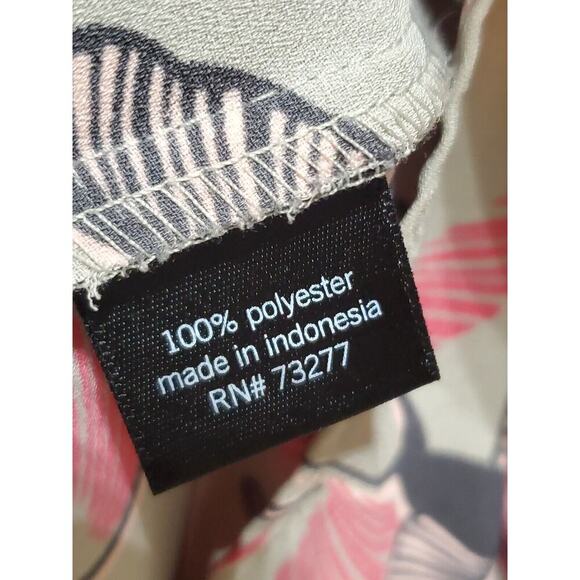 100% polyester
made in indonesia
RN# 73277